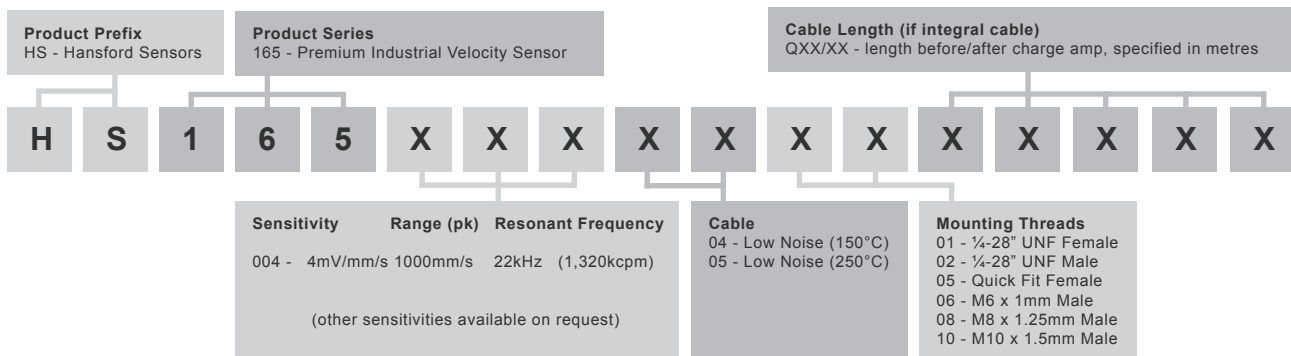 Product Prefix
HS - Hansford Sensors
Product Series
165 - Premium Industrial Velocity Sensor
Cable Length (if integral cable)
QXX/XX - length before/after charge amp, specified in metres
H S 1 6 5 X X X X X X X X X X X X
Sensitivity Range (pk) Resonant Frequency
004 - 4mV/mm/s 1000mm/s 22kHz (1,320kcpm)
(other sensitivities available on request)
Cable
04 - Low Noise (150°C)
05 - Low Noise (250°C)
Mounting Threads
01 - ¼-28” UNF Female
02 - ¼-28” UNF Male
05 - Quick Fit Female
06 - M6 x 1mm Male
08 - M8 x 1.25mm Male
10 - M10 x 1.5mm Male